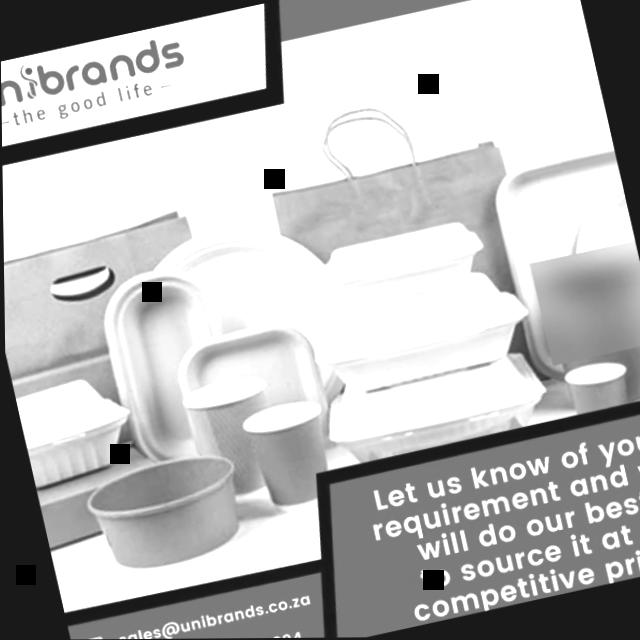 unibrands
-the good life-
Let us know of you
requirement and
will do our bes
source it at
competitive pri
sales@unibrands.co.za